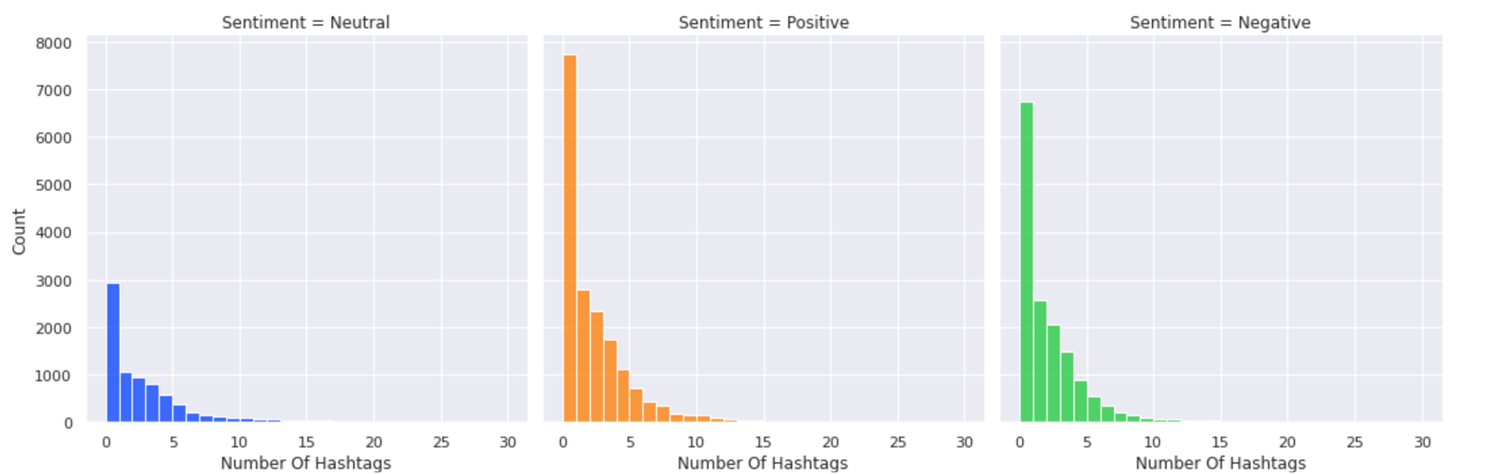 Sentiment = Neutral Sentiment = Positive Sentiment = Negative
8000
7000
6000
5000
4000
3000
2000
1000
0
Count
0 5 10 15 20 25 30 0 5 10 15 20 25 30 0 5 10 15 20 25 30
Number Of Hashtags Number Of Hashtags Number Of Hashtags